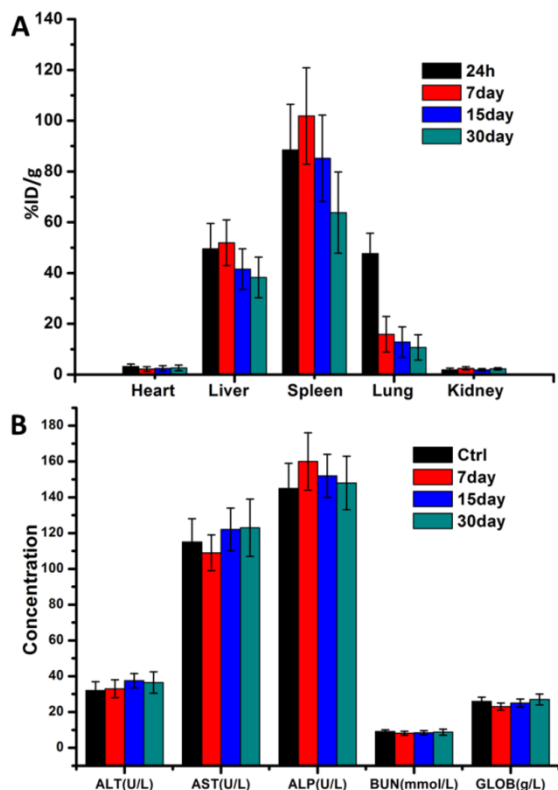 A
140
120
100
80
60
40
20
0
%ID/g
24h
7day
15day
30day
Heart Liver Spleen Lung Kidney
B
180
160
140
120
100
80
60
40
20
0
Concentration
Ctrl
7day
15day
30day
ALT(U/L) AST(U/L) ALP(U/L) BUN(mmol/L) GLOB(g/L)